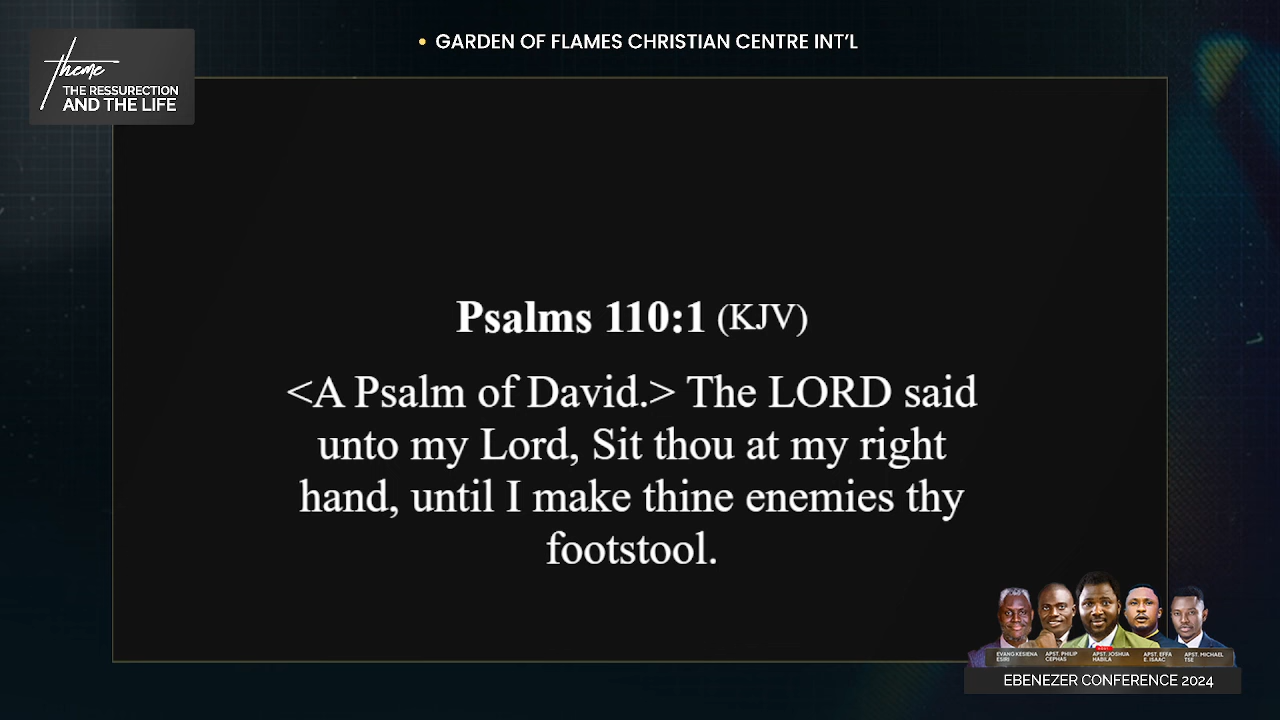 • GARDEN OF FLAMES CHRISTIAN CENTRE INT'L
theme
THE RESSURECTION
AND THE LIFE
Psalms 110:1 (KJV)
<A Psalm of David.> The LORD said
unto my Lord, Sit thou at my right
hand, until I make thine enemies thy
footstool.
EVANG KESIENA
ESIRI
APST. PHILIP
CEPHAS
APST. JOSHUA
HABILA
APST. EFFA
E. ISAAC
APST. MICHAEL
TSE
EBENEZER CONFERENCE 2024